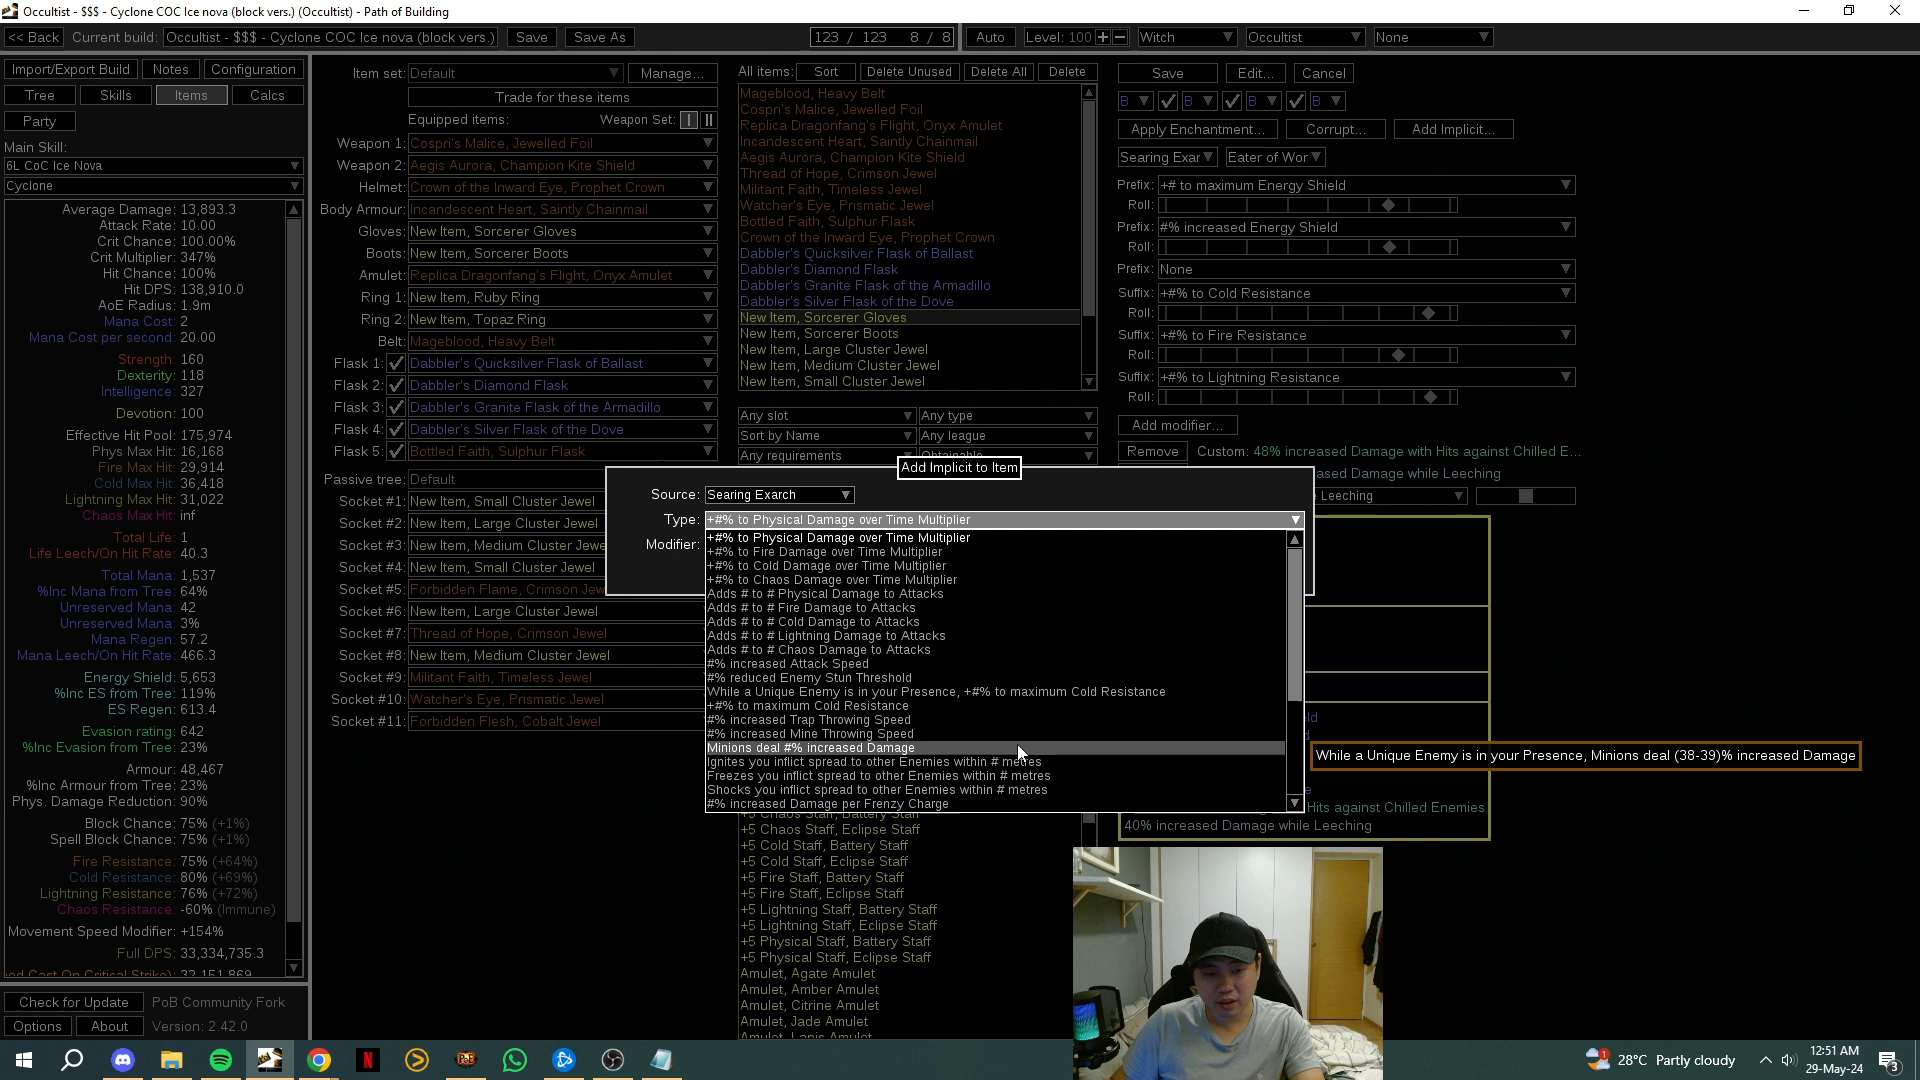 Occultist - $$$ - Cyclone COC Ice nova (block vers.) (Occultist) - Path of Building
<< Back
Current build:
Occultist - $$$ - Cyclone COC Ice nova (block vers.)
Save
Save As
123 / 123 8 / 8
Auto
Level: 100
Witch
Occultist
None
Import/Export Build
Notes
Configuration
Tree
Skills
Items
Calcs
Party
Main Skill:
6L CoC Ice Nova
Cyclone
Average Damage: 13,893.3
Attack Rate: 10.00
Crit Chance: 100.00%
Crit Multiplier: 347%
Hit Chance: 100%
Hit DPS: 138,910.0
AoE Radius: 1.9m
Mana Cost: 2
Mana Cost per second: 20.00
Strength: 160
Dexterity: 118
Intelligence: 327
Devotion: 100
Effective Hit Pool: 175,974
Phys Max Hit: 16,168
Fire Max Hit: 29,914
Cold Max Hit: 36,418
Lightning Max Hit: 31,022
Chaos Max Hit: inf
Total Life: 1
Life Leech/On Hit Rate: 40.3
Total Mana: 1,537
%Inc Mana from Tree: 64%
Unreserved Mana: 42
Unreserved Mana: 3%
Mana Regen: 57.2
Mana Leech/On Hit Rate: 466.3
Energy Shield: 5,653
%Inc ES from Tree: 119%
ES Regen: 613.4
Evasion rating: 642
%Inc Evasion from Tree: 23%
Armour: 48,467
%Inc Armour from Tree: 23%
Phys. Damage Reduction: 90%
Block Chance: 75% (+1%)
Spell Block Chance: 75% (+1%)
Fire Resistance: 75% (+64%)
Cold Resistance: 80% (+69%)
Lightning Resistance: 76% (+72%)
Chaos Resistance: -60% (Immune)
Movement Speed Modifier: +154%
Full DPS: 33,334,735.3
Check for Update
PoB Community Fork
Options
About
Version: 2.42.0
Item set: Default
Manage...
Trade for these items
Equipped items:
Weapon Set: I II
Weapon 1: Cospri's Malice, Jewelled Foil
Weapon 2: Aegis Aurora, Champion Kite Shield
Helmet: Crown of the Inward Eye, Prophet Crown
Body Armour: Incandescent Heart, Saintly Chainmail
Gloves: New Item, Sorcerer Gloves
Boots: New Item, Sorcerer Boots
Amulet: Replica Dragonfang's Flight, Onyx Amulet
Ring 1: New Item, Ruby Ring
Ring 2: New Item, Topaz Ring
Belt: Mageblood, Heavy Belt
Flask 1: Dabbler's Quicksilver Flask of Ballast
Flask 2: Dabbler's Diamond Flask
Flask 3: Dabbler's Granite Flask of the Armadillo
Flask 4: Dabbler's Silver Flask of the Dove
Flask 5: Bottled Faith, Sulphur Flask
Passive tree: Default
Socket #1: New Item, Small Cluster Jewel
Socket #2: New Item, Large Cluster Jewel
Socket #3: New Item, Medium Cluster Jewe
Socket #4: New Item, Small Cluster Jewel
Socket #5: Forbidden Flame, Crimson Jew
Socket #6: New Item, Large Cluster Jewel
Socket #7: Thread of Hope, Crimson Jewel
Socket #8: New Item, Medium Cluster Jewel
Socket #9: Militant Faith, Timeless Jewel
Socket #10: Watcher's Eye, Prismatic Jewel
Socket #11: Forbidden Flesh, Cobalt Jewel
All items:
Sort
Delete Unused
Delete All
Delete
Mageblood, Heavy Belt
Cospri's Malice, Jewelled Foil
Replica Dragonfang's Flight, Onyx Amulet
Incandescent Heart, Saintly Chainmail
Aegis Aurora, Champion Kite Shield
Thread of Hope, Crimson Jewel
Militant Faith, Timeless Jewel
Watcher's Eye, Prismatic Jewel
Bottled Faith, Sulphur Flask
Crown of the Inward Eye, Prophet Crown
Dabbler's Quicksilver Flask of Ballast
Dabbler's Diamond Flask
Dabbler's Granite Flask of the Armadillo
Dabbler's Silver Flask of the Dove
New Item, Sorcerer Gloves
New Item, Sorcerer Boots
New Item, Large Cluster Jewel
New Item, Medium Cluster Jewel
New Item, Small Cluster Jewel
Any slot
Any type
Sort by Name
Any league
Any requirements
Obtainable
Add Implicit to Item
Source: Searing Exarch
Type: +#% to Physical Damage over Time Multiplier
Modifier:
+#% to Physical Damage over Time Multiplier
+#% to Fire Damage over Time Multiplier
+#% to Cold Damage over Time Multiplier
+#% to Chaos Damage over Time Multiplier
Adds # to # Physical Damage to Attacks
Adds # to # Fire Damage to Attacks
Adds # to # Cold Damage to Attacks
Adds # to # Lightning Damage to Attacks
Adds # to # Chaos Damage to Attacks
#% increased Attack Speed
#% reduced Enemy Stun Threshold
While a Unique Enemy is in your Presence, +#% to maximum Cold Resistance
+#% to maximum Cold Resistance
#% increased Trap Throwing Speed
#% increased Mine Throwing Speed
Minions deal #% increased Damage
Ignites you inflict spread to other Enemies within # metres
Freezes you inflict spread to other Enemies within # metres
Shocks you inflict spread to other Enemies within # metres
#% increased Damage per Frenzy Charge
+5 Chaos Staff, Battery Staff
+5 Chaos Staff, Eclipse Staff
+5 Cold Staff, Battery Staff
+5 Cold Staff, Eclipse Staff
+5 Fire Staff, Battery Staff
+5 Fire Staff, Eclipse Staff
+5 Lightning Staff, Battery Staff
+5 Lightning Staff, Eclipse Staff
+5 Physical Staff, Battery Staff
+5 Physical Staff, Eclipse Staff
Amulet, Agate Amulet
Amulet, Amber Amulet
Amulet, Citrine Amulet
Amulet, Jade Amulet
Amulet, Lapis Amulet
Save
Edit...
Cancel
B B B B
Apply Enchantment...
Corrupt...
Add Implicit...
Searing Exar
Eater of Wor
Prefix: +# to maximum Energy Shield
Roll:
Prefix: #% increased Energy Shield
Roll:
Prefix: None
Suffix: +#% to Cold Resistance
Roll:
Suffix: +#% to Fire Resistance
Roll:
Suffix: +#% to Lightning Resistance
Roll:
Add modifier...
Remove
Custom: 48% increased Damage with Hits against Chilled E...
ased Damage while Leeching
Leeching
While a Unique Enemy is in your Presence, Minions deal (38-39)% increased Damage
Hits against Chilled Enemies
40% increased Damage while Leeching
28°C Partly cloudy
12:51 AM
29-May-24
3